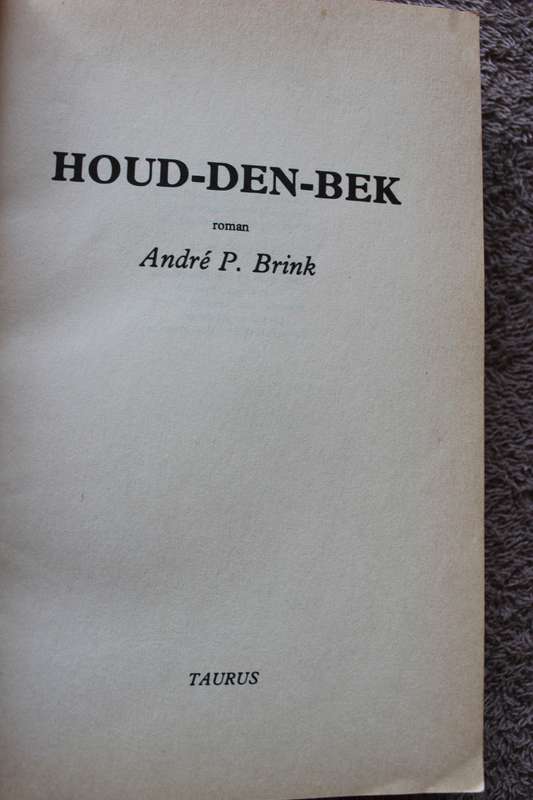 HOUD-DEN-BEK
roman
André P. Brink
TAURUS